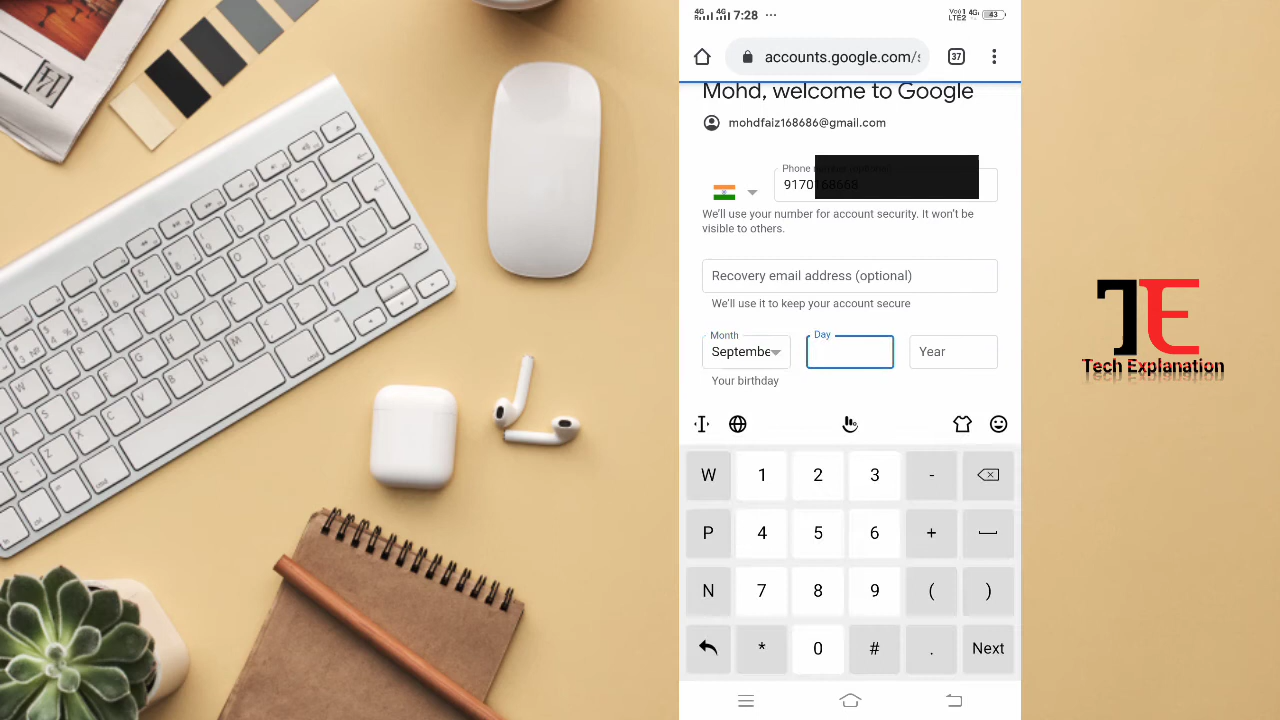 7:28
43
accounts.google.com/s
37
Mohd, welcome to Google
mohdfaiz168686@gmail.com
Phone
9170
We'll use your number for account security. It won't be
visible to others.
Recovery email address (optional)
We'll use it to keep your account secure
Month
Septembe
Day
Year
Your birthday
W 1 2 3 -
P 4 5 6 +
N 7 8 9 ( )
* 0 # . Next
TE
Tech Explanation